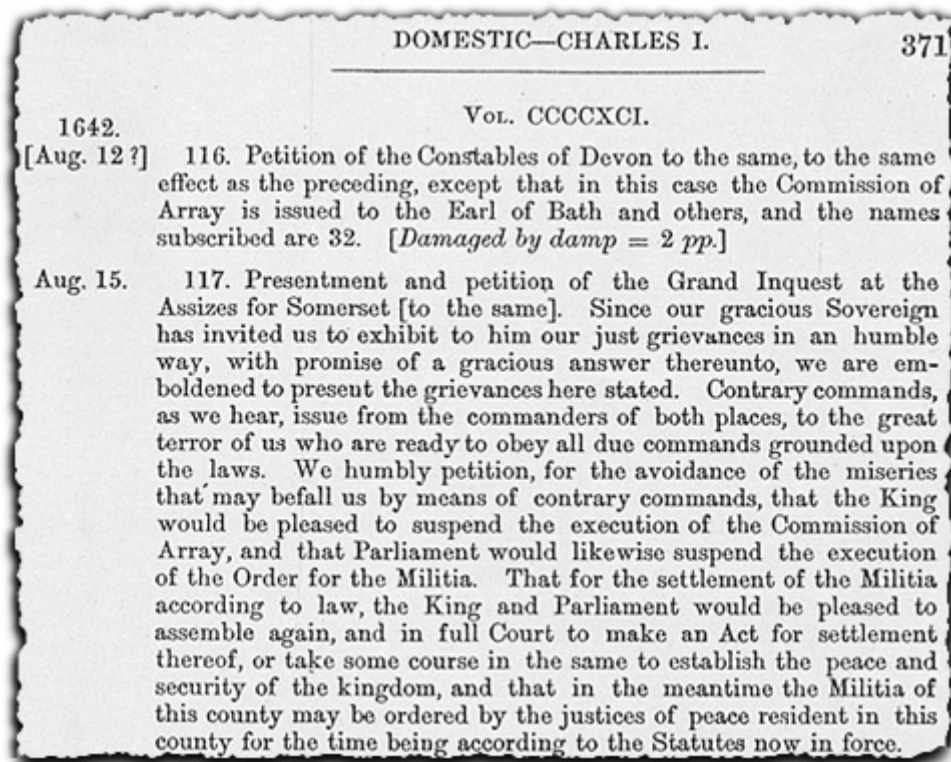 DOMESTIC—CHARLES I. 371
VOL. CCCCXCI.
1642.
[Aug. 12 ?] 116. Petition of the Constables of Devon to the same, to the same
effect as the preceding, except that in this case the Commission of
Array is issued to the Earl of Bath and others, and the names
subscribed are 32. [Damaged by damp = 2 pp.]
Aug. 15. 117. Presentment and petition of the Grand Inquest at the
Assizes for Somerset [to the same]. Since our gracious Sovereign
has invited us to exhibit to him our just grievances in an humble
way, with promise of a gracious answer thereunto, we are em-
boldened to present the grievances here stated. Contrary commands,
as we hear, issue from the commanders of both places, to the great
terror of us who are ready to obey all due commands grounded upon
the laws. We humbly petition, for the avoidance of the miseries
that may befall us by means of contrary commands, that the King
would be pleased to suspend the execution of the Commission of
Array, and that Parliament would likewise suspend the execution
of the Order for the Militia. That for the settlement of the Militia
according to law, the King and Parliament would be pleased to
assemble again, and in full Court to make an Act for settlement
thereof, or take some course in the same to establish the peace and
security of the kingdom, and that in the meantime the Militia of
this county may be ordered by the justices of peace resident in this
county for the time being according to the Statutes now in force.